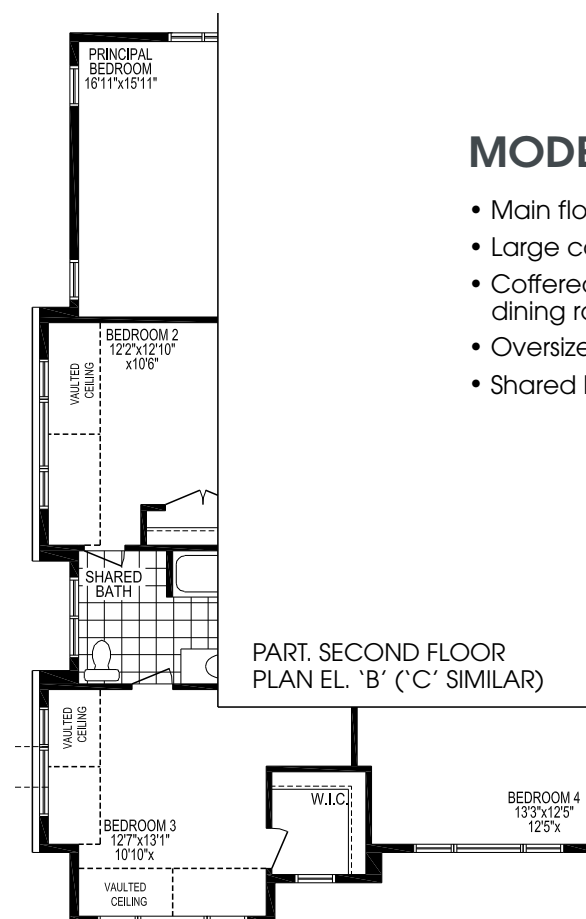 PRINCIPAL
BEDROOM
16'11"x15'11"
MODE
• Main flo
• Large c
• Coffered
dining ro
• Oversize
• Shared
BEDROOM 2
12'2"x12'10"
x10'6"
VAULTED
CEILING
SHARED
BATH
PART. SECOND FLOOR
PLAN EL. ‘B’ (‘C’ SIMILAR)
VAULTED
CEILING
W.I.C.
BEDROOM 3
12'7"x13'1"
10'10"x
BEDROOM 4
13'3"x12'5"
12'5"x
VAULTED
CEILING